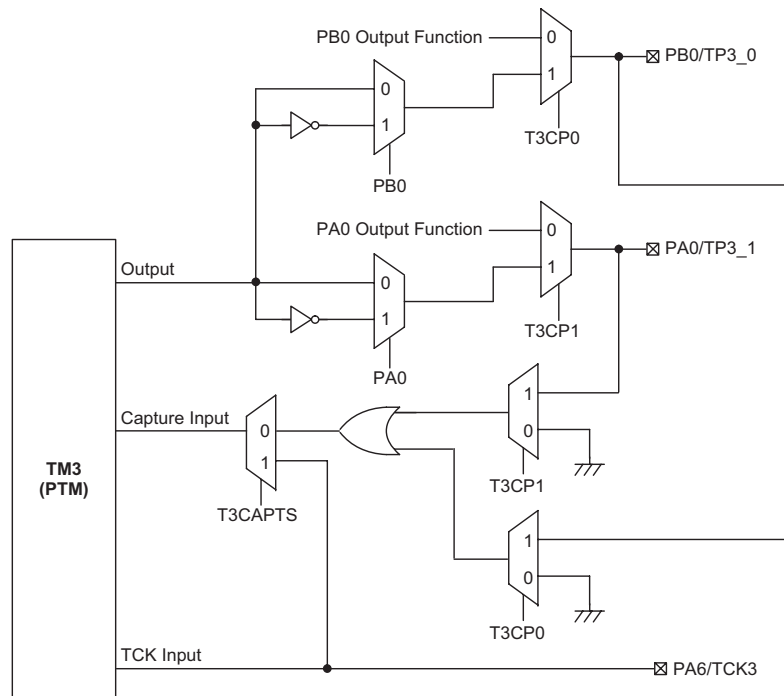 PB0 Output Function
0
1
T3CP0
PB0/TP3_0
0
1
PB0
PA0 Output Function
0
1
T3CP1
PA0/TP3_1
Output
0
1
PA0
Capture Input
0
1
T3CAPTS
1
0
T3CP1
TM3
(PTM)
1
0
T3CP0
TCK Input
PA6/TCK3